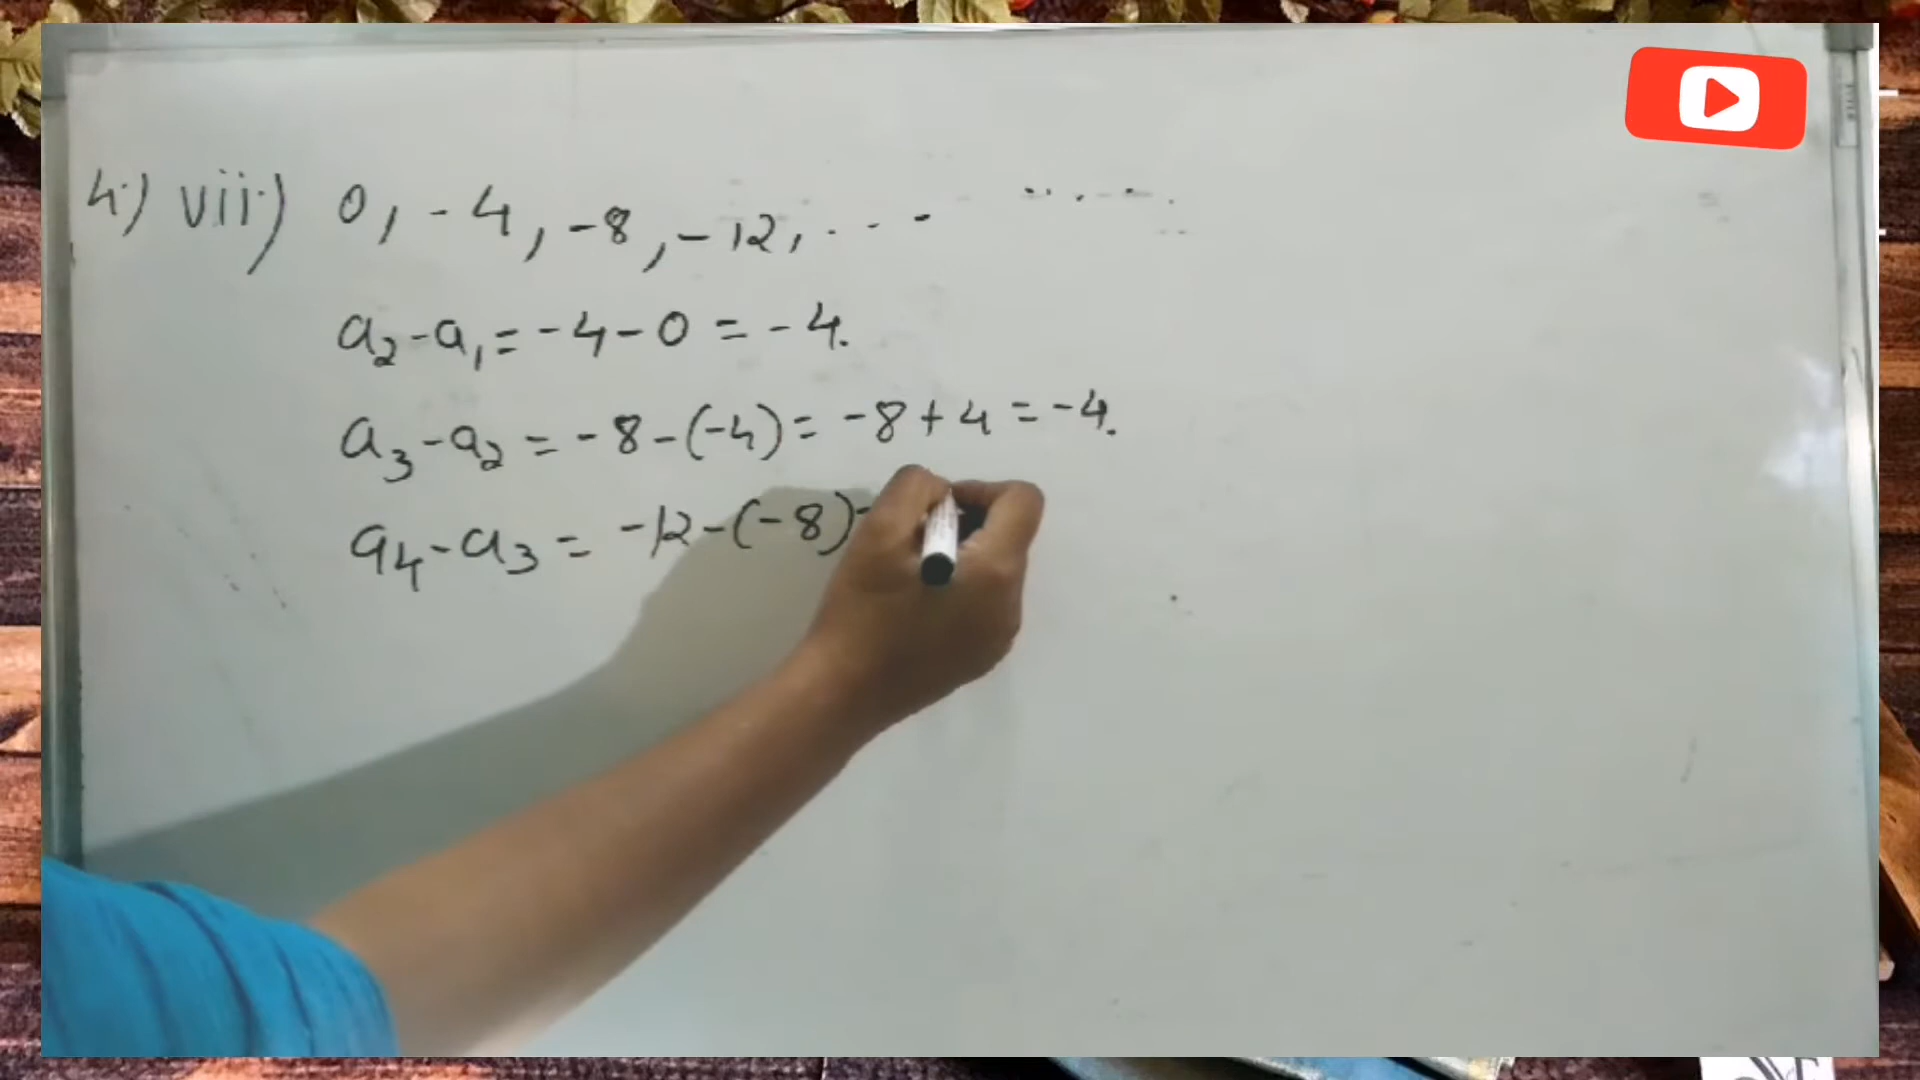 4.) vii.) 0, -4, -8, -12, . - -
a₂-a₁ = -4-0 = -4.
a₃-a₂ = -8-(-4) = -8+4 = -4.
a₄-a₃ = -12-(-8)